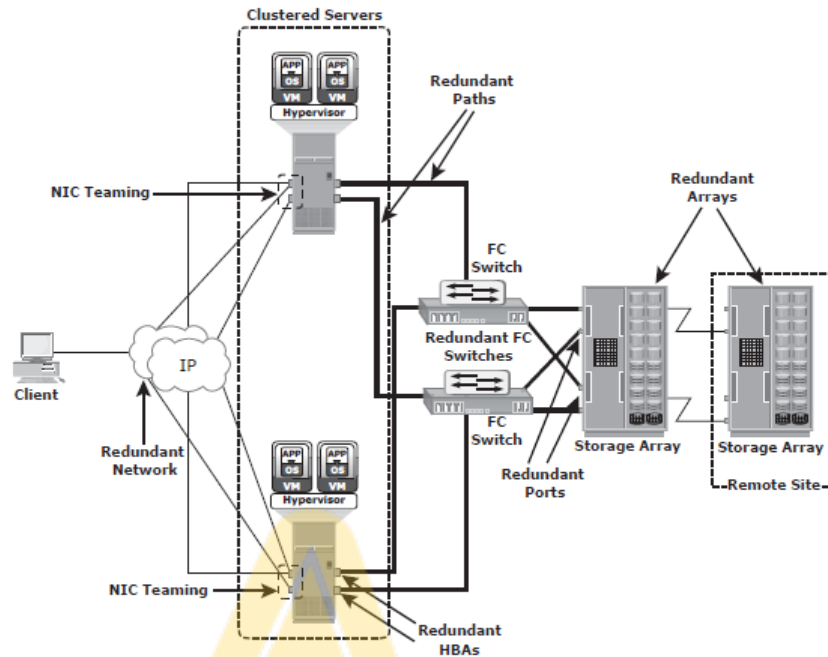 Clustered Servers
APP
OS
VM
APP
OS
VM
Hypervisor
Redundant
Paths
NIC Teaming
Redundant
Arrays
FC
Switch
Redundant FC
Switches
IP
Client
FC
Switch
Storage Array
Storage Array
Redundant
Network
APP
OS
VM
APP
OS
VM
Hypervisor
Redundant
Ports
Remote Site
NIC Teaming
Redundant
HBAs